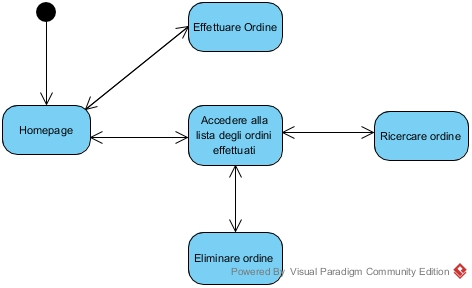 Effettuare Ordine
Homepage
Accedere alla
lista degli ordini
effettuati
Ricercare ordine
Eliminare ordine
Powered By Visual Paradigm Community Edition